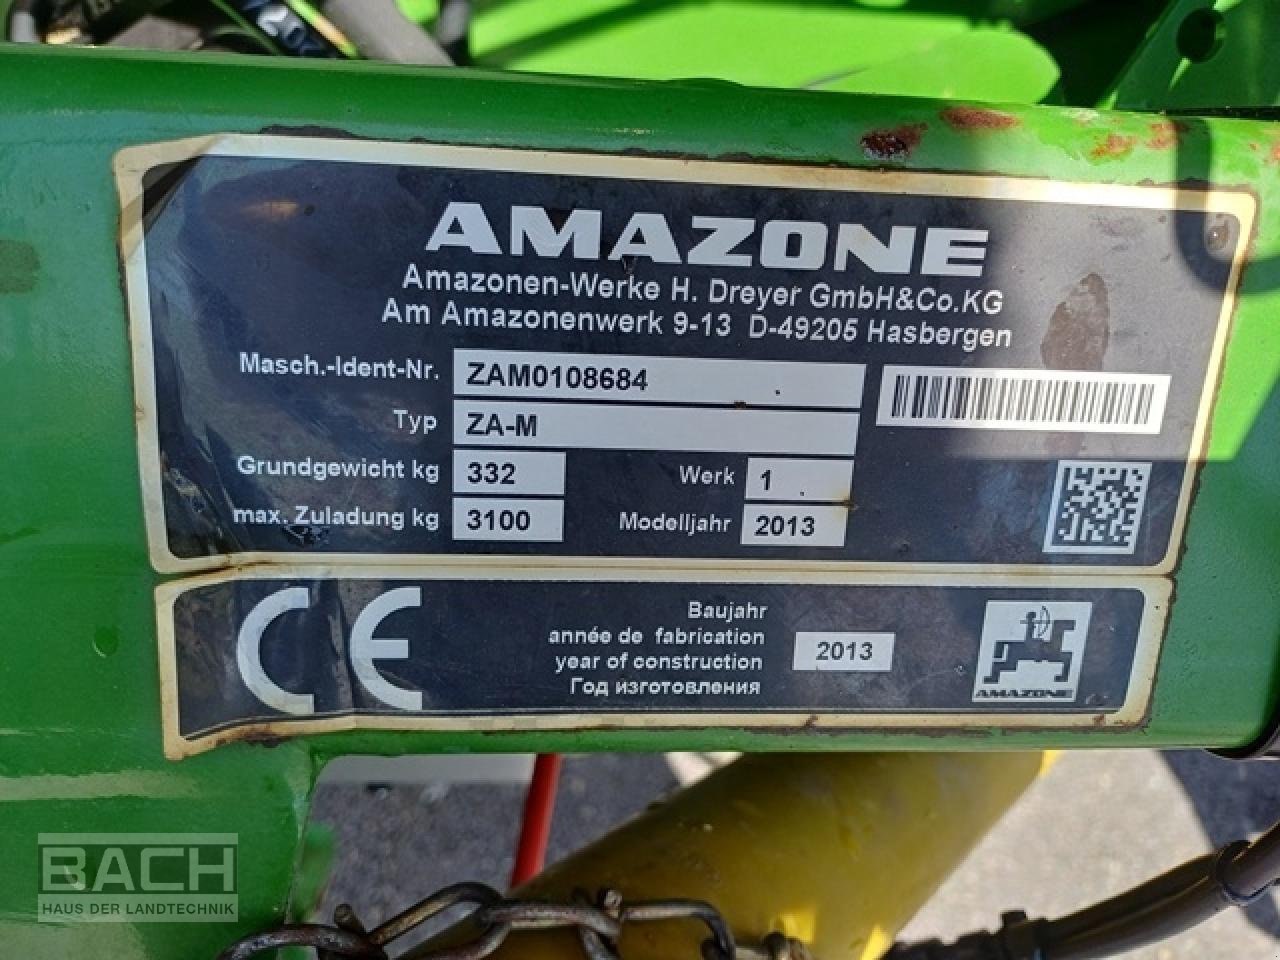 AMAZONE
Amazonen-Werke H. Dreyer GmbH&Co.KG
Am Amazonenwerk 9-13 D-49205 Hasbergen
Masch.-Ident-Nr. ZAM0108684
Typ ZA-M
Grundgewicht kg 332 Werk 1
max. Zuladung kg 3100 Modelljahr 2013
CE
Baujahr
année de fabrication
year of construction 2013
Год изготовления
AMAZONE
BACH
HAUS DER LANDTECHNIK